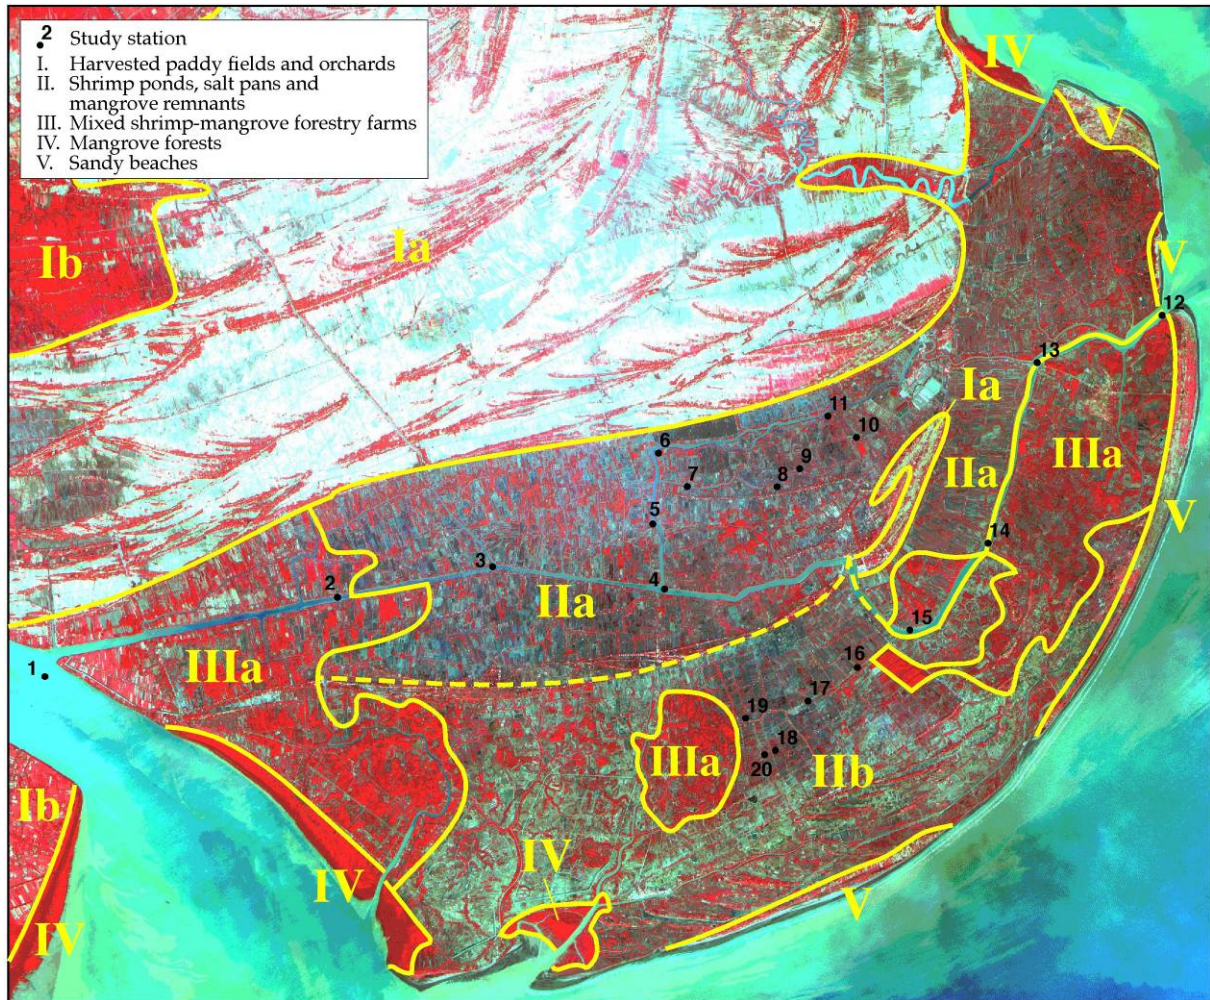 2 Study station
I. Harvested paddy fields and orchards
II. Shrimp ponds, salt pans and
mangrove remnants
III. Mixed shrimp-mangrove forestry farms
IV. Mangrove forests
V. Sandy beaches
IV
V
Ia
Ib
V
12
13
Ia
11
10
6
9
8
7
IIa
IIIa
5
V
14
3
4
2
IIa
15
1
IIIa
16
17
19
IIIa
18
20
IIb
Ib
IV
IV
V
IV